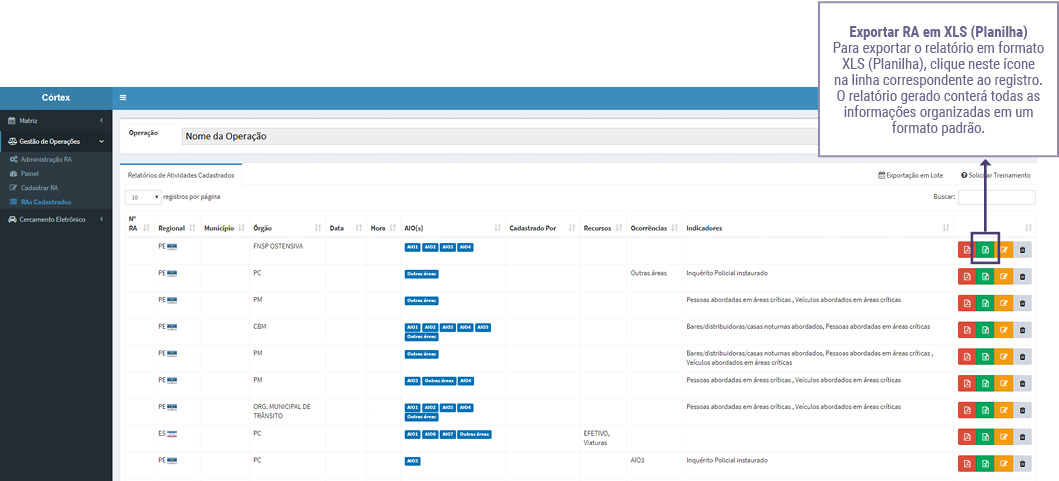 Exportar RA em XLS (Planilha)
Para exportar o relatório em formato
XLS (Planilha), clique neste ícone
na linha correspondente ao registro.
O relatório gerado conterá todas as
informações organizadas em um
formato padrão.
Córtex
Matriz
Gestão de Operações
Administração RA
Painel
Cadastrar RA
RAs Cadastrados
Cercamento Eletrônico
Operação Nome da Operação
Relatórios de Atividades Cadastrados Exportação em Lote Solicitar Treinamento
10 registros por página Buscar:
Nº
RA Regional Município Órgão Data Hora AIO(s) Cadastrado Por Recursos Ocorrências Indicadores
PE FNSP OSTENSIVA AIO1 AIO2 AIO3 AIO4
PE PC Outras áreas Outras áreas Inquérito Policial instaurado
PE PM Outras áreas Pessoas abordadas em áreas críticas , Veículos abordados em áreas críticas
PE CBM AIO1 AIO2 AIO3 AIO4 AIO5 Bares/distribuidoras/casas noturnas abordados, Pessoas abordadas em áreas críticas
Outras áreas
PE PM Outras áreas Bares/distribuidoras/casas noturnas abordados, Pessoas abordadas em áreas críticas ,
Veículos abordados em áreas críticas
PE PM AIO3 Outras áreas AIO4 Pessoas abordadas em áreas críticas , Veículos abordados em áreas críticas
PE ORG. MUNICIPAL DE AIO1 AIO2 AIO3 AIO4 Pessoas abordadas em áreas críticas , Veículos abordados em áreas críticas
TRÂNSITO Outras áreas
ES PC AIO1 AIO6 AIO7 Outras áreas EFETIVO,
Viaturas
PE PC AIO3 AIO3 Inquérito Policial instaurado